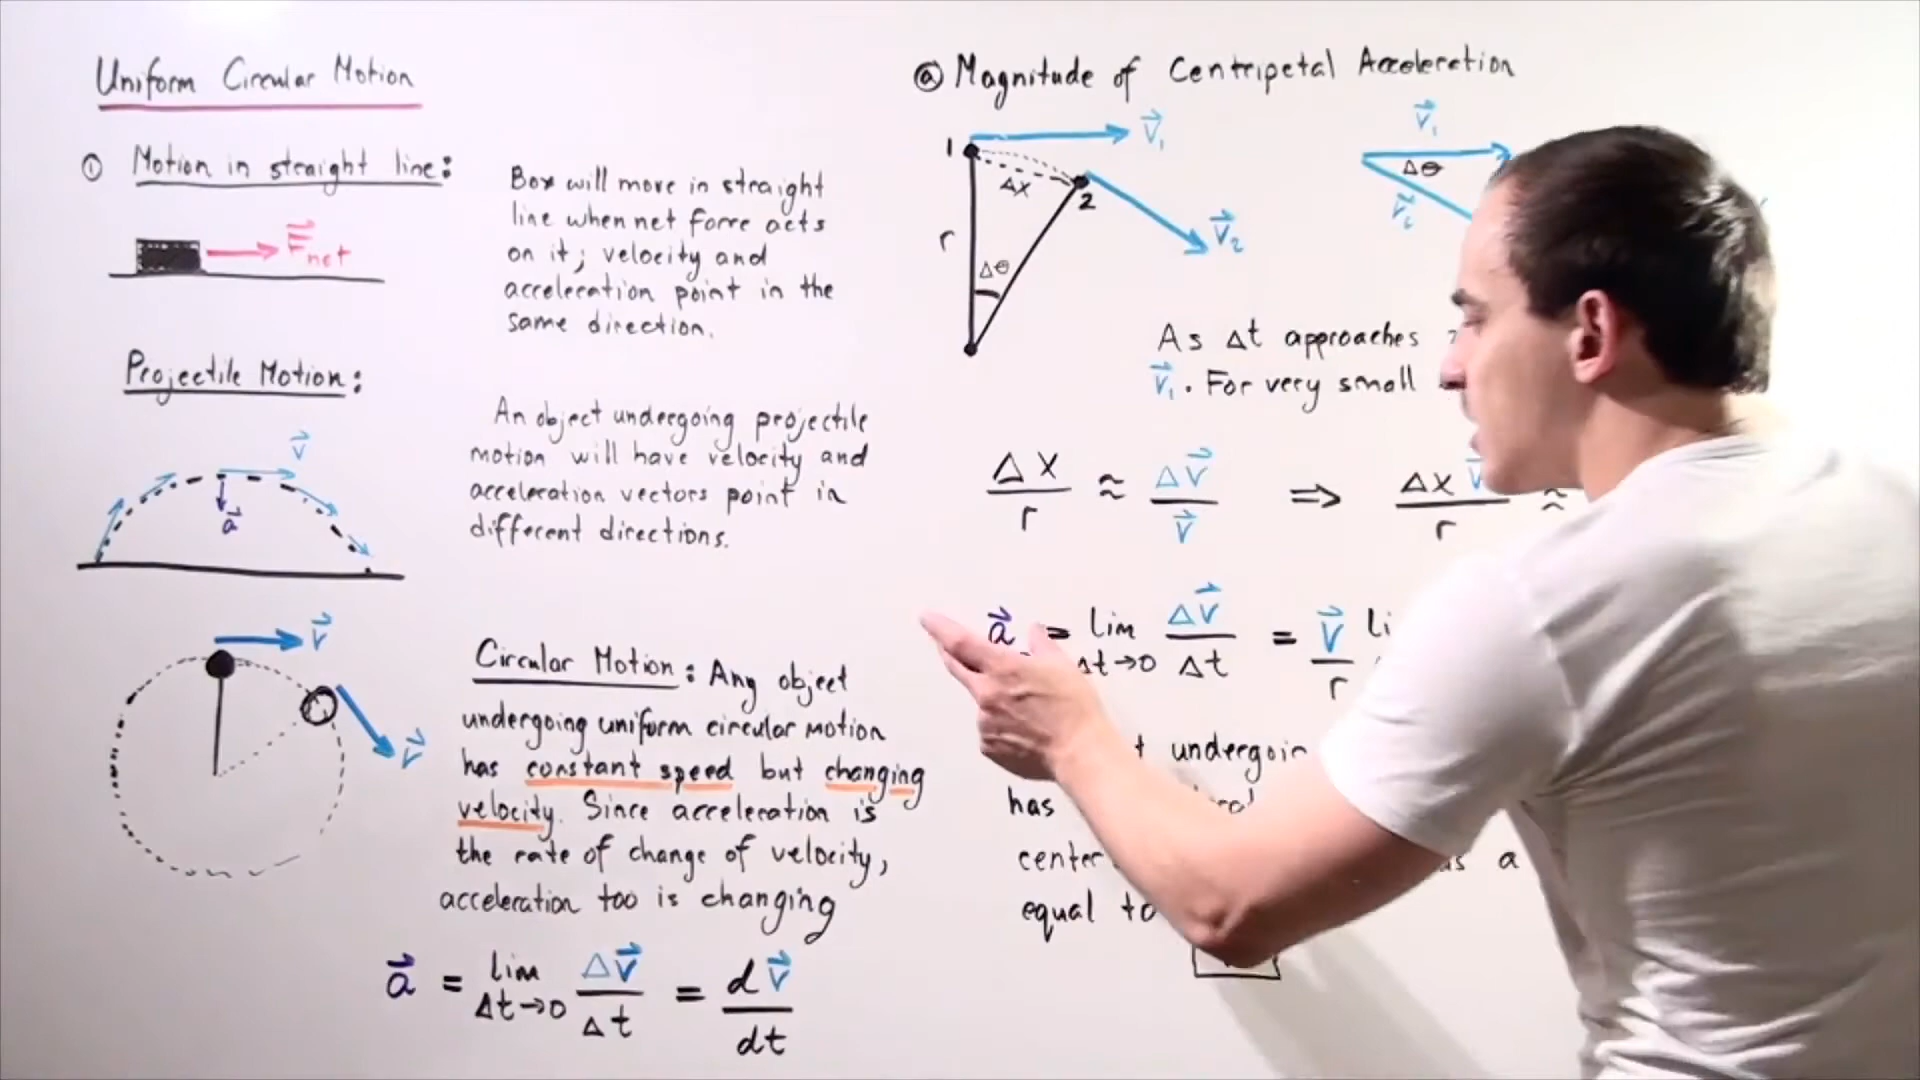 Uniform Circular Motion
① Motion in straight line:
F⃗net
Box will move in straight
line when net force acts
on it; velocity and
acceleration point in the
same direction.
Projectile Motion:
v⃗
a⃗
An object undergoing projectile
motion will have velocity and
acceleration vectors point in
different directions.
v⃗
v⃗
Circular Motion: Any object
undergoing uniform circular motion
has constant speed but changing
velocity. Since acceleration is
the rate of change of velocity,
acceleration too is changing
a⃗ = lim Δt→0 Δv⃗/Δt = dv⃗/dt
ⓐ Magnitude of Centripetal Acceleration
1
v⃗1
Δx
2
v⃗2
r
Δθ
v⃗1
Δθ
v⃗2
As Δt approaches
v⃗1. For very small
Δx/r ≈ Δv⃗/v⃗ ⇒ Δx v⃗/r ≈
a⃗ = lim Δt→0 Δv⃗/Δt = v⃗/r
has
center
a
equal to